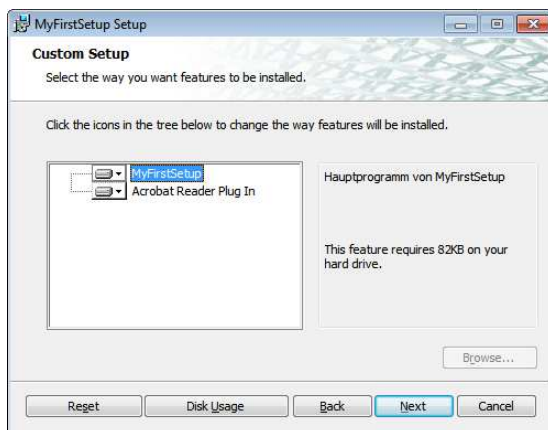 MyFirstSetup Setup
Custom Setup
Select the way you want features to be installed.
Click the icons in the tree below to change the way features will be installed.
MyFirstSetup
Acrobat Reader Plug In
Hauptprogramm von MyFirstSetup
This feature requires 82KB on your
hard drive.
Browse...
Reset Disk Usage Back Next Cancel